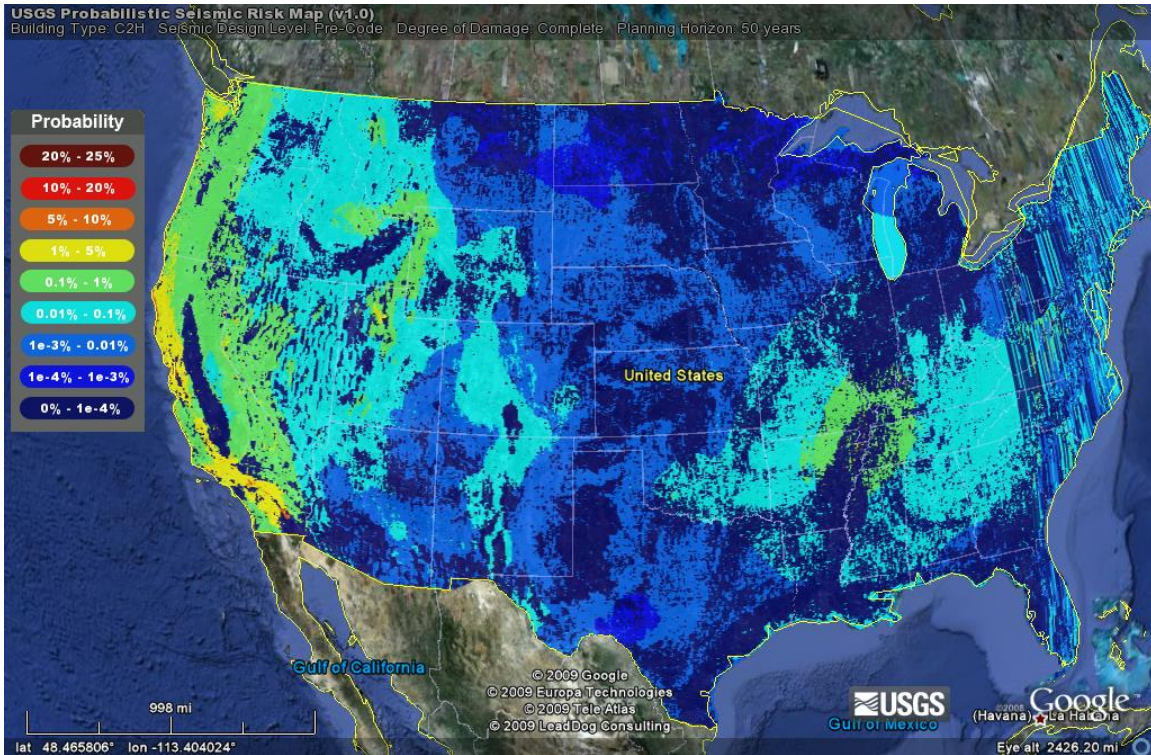 USGS Probabilistic Seismic Risk Map (v1.0)
Building Type: C2H Seismic Design Level: Pre-Code Degree of Damage: Complete Planning Horizon: 50 years
Probability
20% - 25%
10% - 20%
5% - 10%
1% - 5%
0.1% - 1%
0.01% - 0.1%
1e-3% - 0.01%
1e-4% - 1e-3%
0% - 1e-4%
United States
Gulf of California
© 2009 Google
© 2009 Europa Technologies
© 2009 Tele Atlas
© 2009 LeadDog Consulting
USGS
©2008 Google™
Gulf of Mexico
(Havana) La Habana
998 mi
lat 48.465806° lon -113.404024°
Eye alt 2426.20 mi